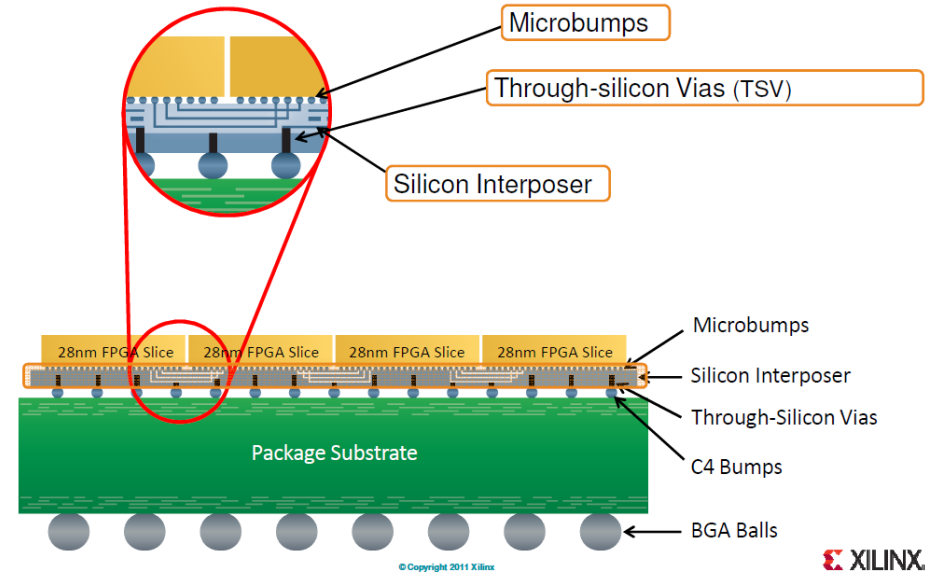 Microbumps
Through-silicon Vias (TSV)
Silicon Interposer
28nm FPGA Slice
28nm FPGA Slice
28nm FPGA Slice
28nm FPGA Slice
Microbumps
Silicon Interposer
Through-Silicon Vias
C4 Bumps
Package Substrate
BGA Balls
© Copyright 2011 Xilinx
XILINX.